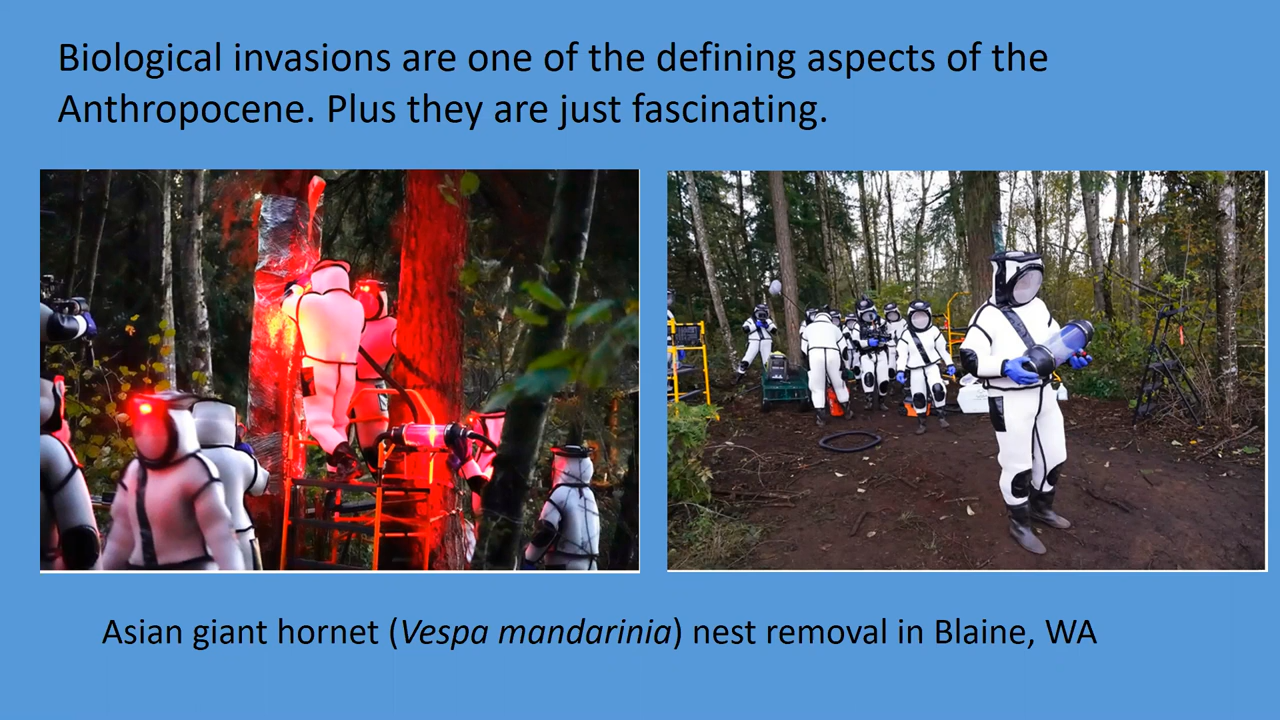 Biological invasions are one of the defining aspects of the
Anthropocene. Plus they are just fascinating.
Asian giant hornet (Vespa mandarinia) nest removal in Blaine, WA